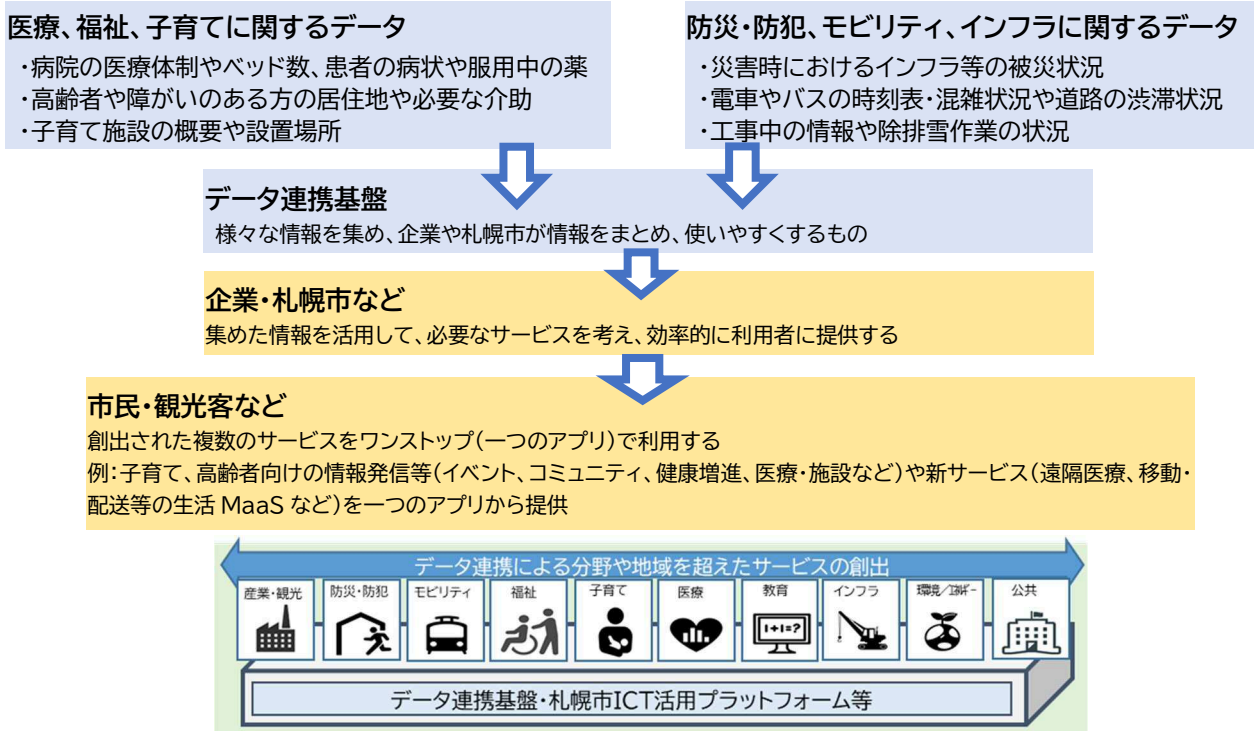 医療、福祉、子育てに関するデータ
・病院の医療体制やベッド数、患者の病状や服用中の薬
・高齢者や障がいのある方の居住地や必要な介助
・子育て施設の概要や設置場所
防災・防犯、モビリティ、インフラに関するデータ
・災害時におけるインフラ等の被災状況
・電車やバスの時刻表・混雑状況や道路の渋滞状況
・工事中の情報や除排雪作業の状況
データ連携基盤
様々な情報を集め、企業や札幌市が情報をまとめ、使いやすくするもの
企業・札幌市など
集めた情報を活用して、必要なサービスを考え、効率的に利用者に提供する
市民・観光客など
創出された複数のサービスをワンストップ(一つのアプリ)で利用する
例:子育て、高齢者向けの情報発信等(イベント、コミュニティ、健康増進、医療・施設など)や新サービス(遠隔医療、移動・
配送等の生活 MaaS など)を一つのアプリから提供
データ連携による分野や地域を超えたサービスの創出
産業・観光
防災・防犯
モビリティ
福祉
子育て
医療
教育
インフラ
環境/エネルギー
公共
1+1=?
データ連携基盤・札幌市ICT活用プラットフォーム等